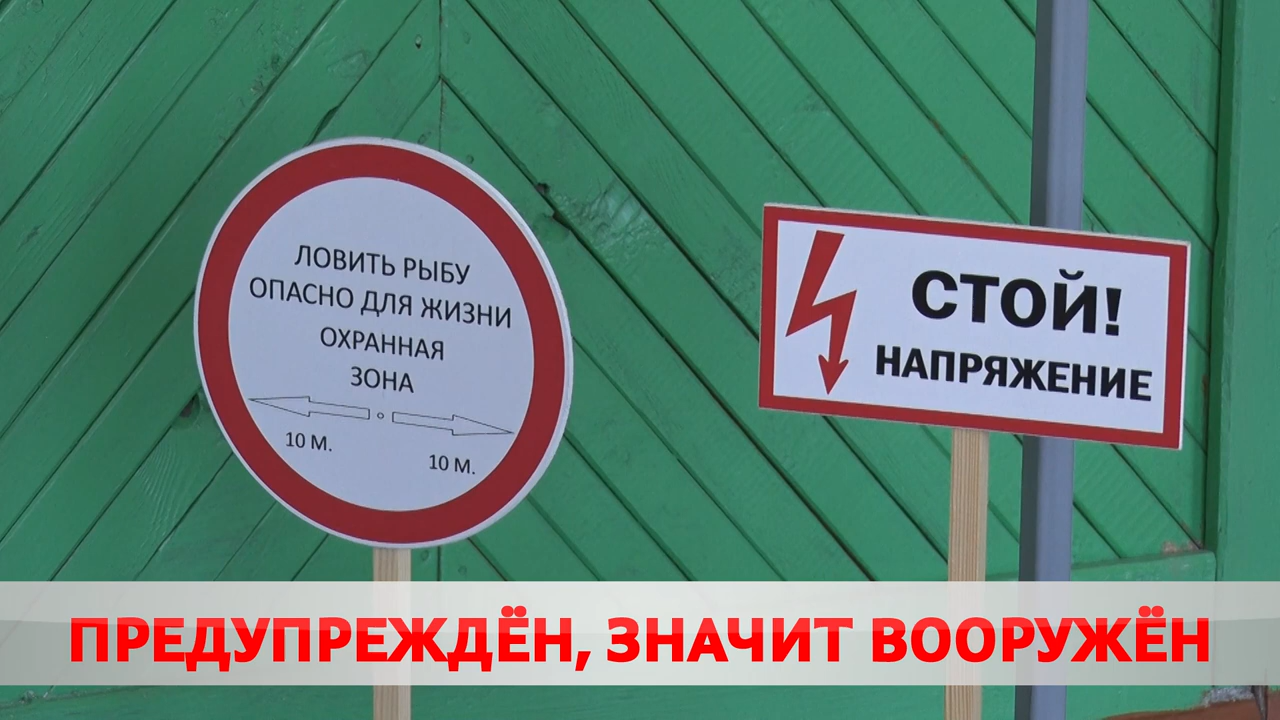 ЛОВИТЬ РЫБУ
ОПАСНО ДЛЯ ЖИЗНИ
ОХРАННАЯ
ЗОНА
10 М.
10 М.
СТОЙ!
НАПРЯЖЕНИЕ
ПРЕДУПРЕЖДЁН, ЗНАЧИТ ВООРУЖЁН